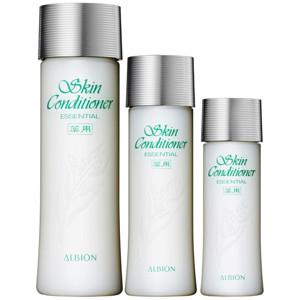 Skin
Conditioner
ESSENTIAL
薬用
ALBION
Skin
Conditioner
ESSENTIAL
薬用
ALBION
Skin
Conditioner
ESSENTIAL
薬用
ALBION